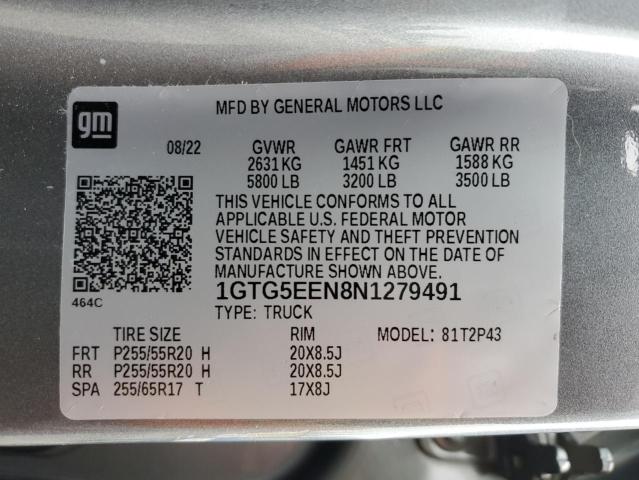 gm
MFD BY GENERAL MOTORS LLC
08/22 GVWR GAWR FRT GAWR RR
2631 KG 1451 KG 1588 KG
5800 LB 3200 LB 3500 LB
THIS VEHICLE CONFORMS TO ALL
APPLICABLE U.S. FEDERAL MOTOR
VEHICLE SAFETY AND THEFT PREVENTION
STANDARDS IN EFFECT ON THE DATE OF
MANUFACTURE SHOWN ABOVE.
464C
1GTG5EEN8N1279491
TYPE: TRUCK
TIRE SIZE RIM MODEL: 81T2P43
FRT P255/55R20 H 20X8.5J
RR P255/55R20 H 20X8.5J
SPA 255/65R17 T 17X8J